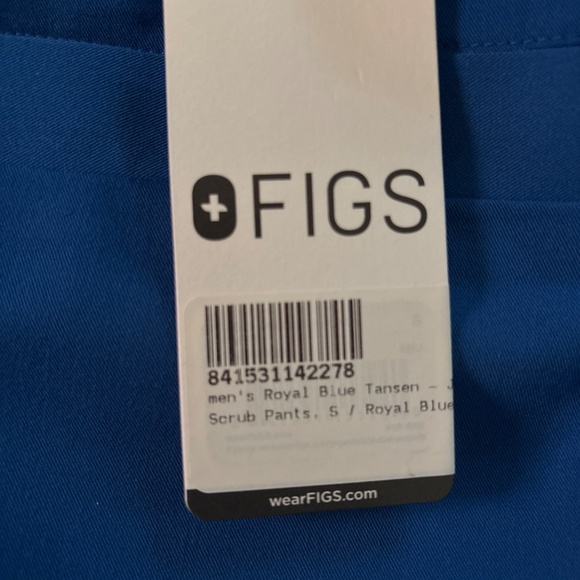 FIGS
841531142278
men's Royal Blue Tansen - J
Scrub Pants. S / Royal Blue
wearFIGS.com